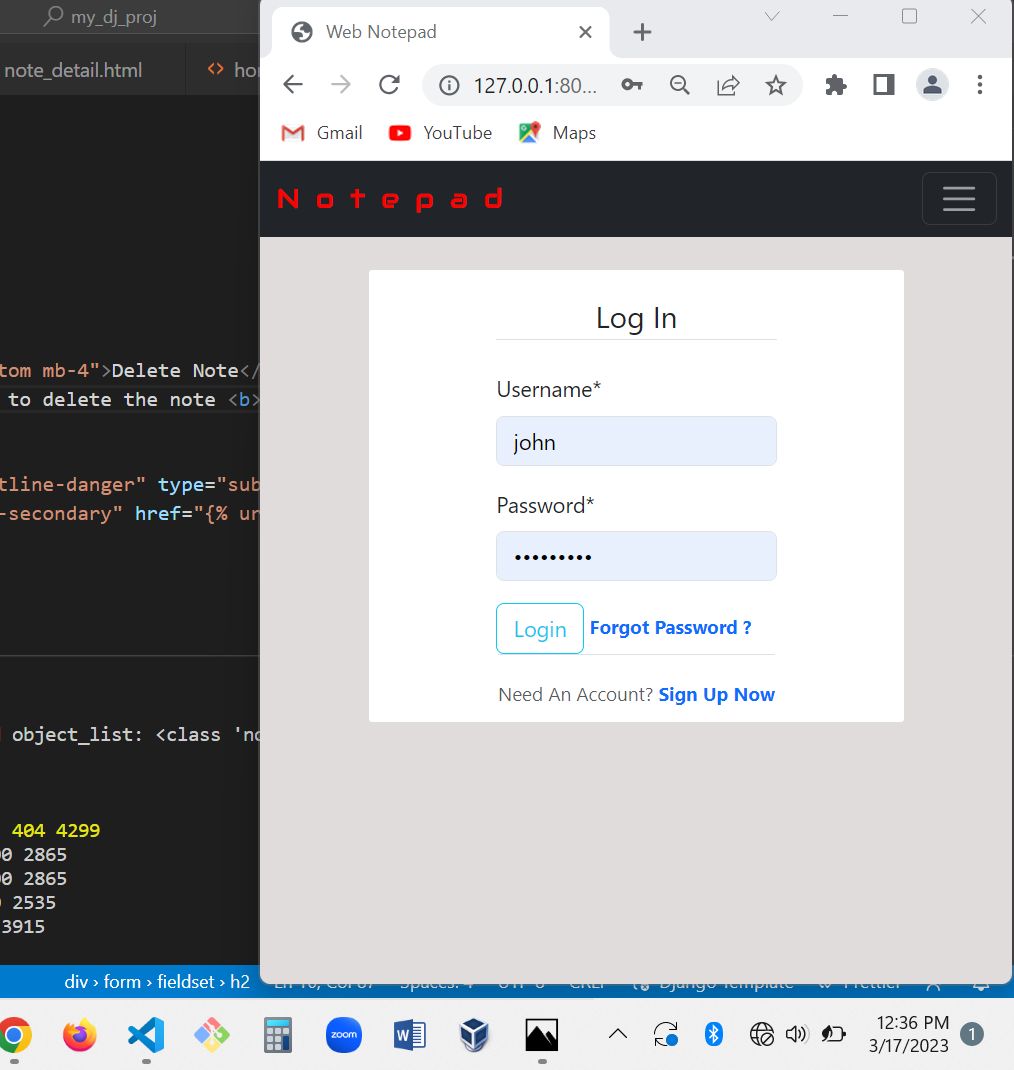 my_dj_proj
Web Notepad
note_detail.html
127.0.0.1:80...
Gmail YouTube Maps
Notepad
Log In
tom mb-4">Delete Note</
Username*
to delete the note <b>
john
tline-danger" type="sub
Password*
-secondary" href="{% ur
•••••••••
Login Forgot Password ?
Need An Account? Sign Up Now
object_list: <class 'no
404 4299
0 2865
0 2865
2535
3915
div › form › fieldset › h2
zoom
12:36 PM
3/17/2023
1